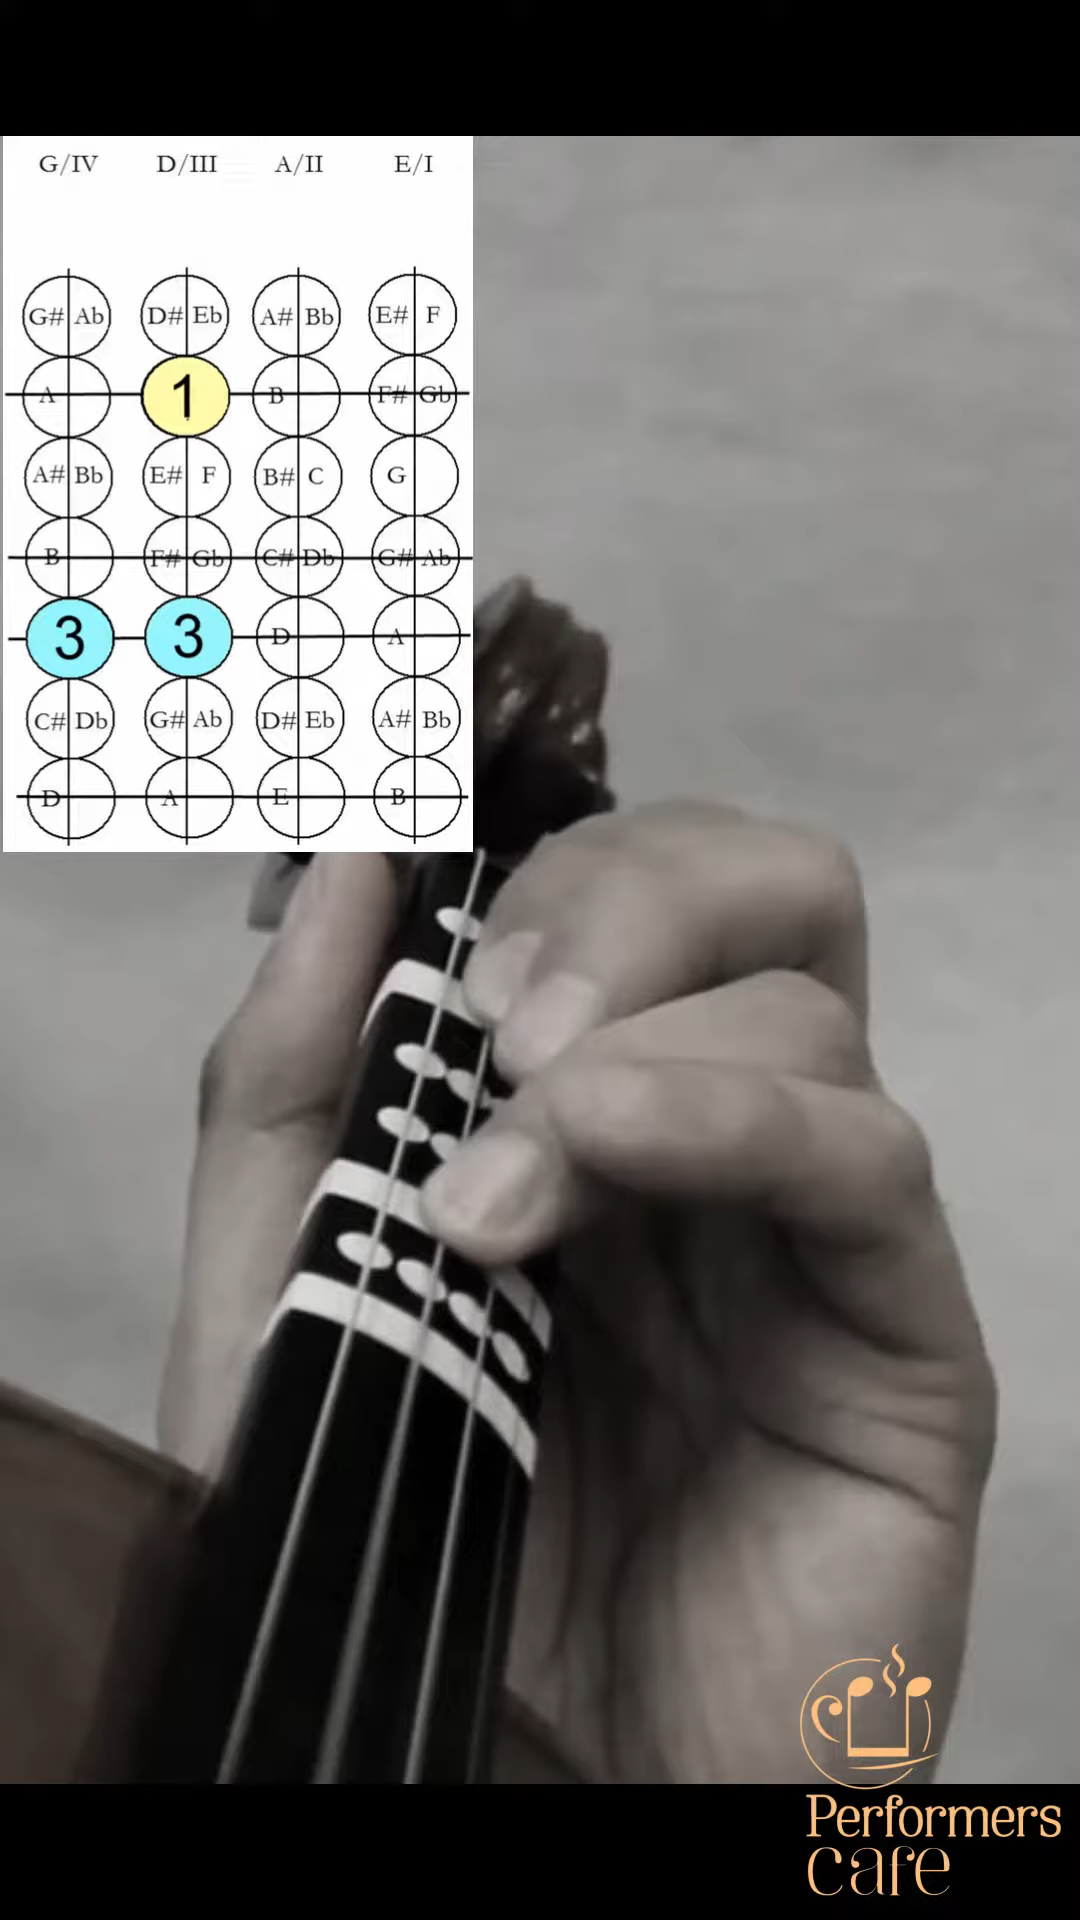 G/IV D/III A/II E/I
G# Ab D# Eb A# Bb E# F
A 1 B F# Gb
A# Bb E# F B# C G
B F# Gb C# Db G# Ab
3 3 D A
C# Db G# Ab D# Eb A# Bb
D A E B
Performers
Cafe